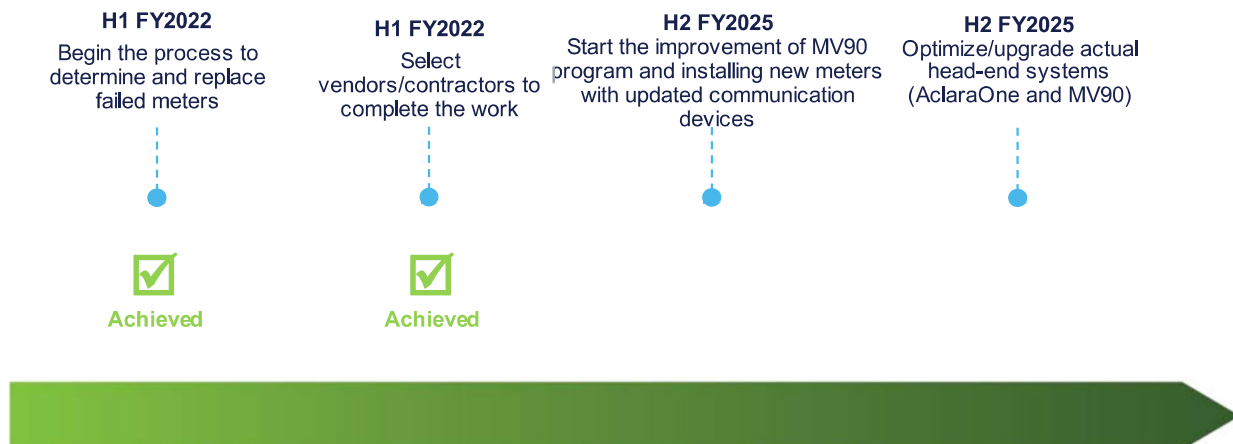 H1 FY2022
Begin the process to
determine and replace
failed meters
Achieved
H1 FY2022
Select
vendors/contractors to
complete the work
Achieved
H2 FY2025
Start the improvement of MV90
program and installing new meters
with updated communication
devices
H2 FY2025
Optimize/upgrade actual
head-end systems
(AclaraOne and MV90)